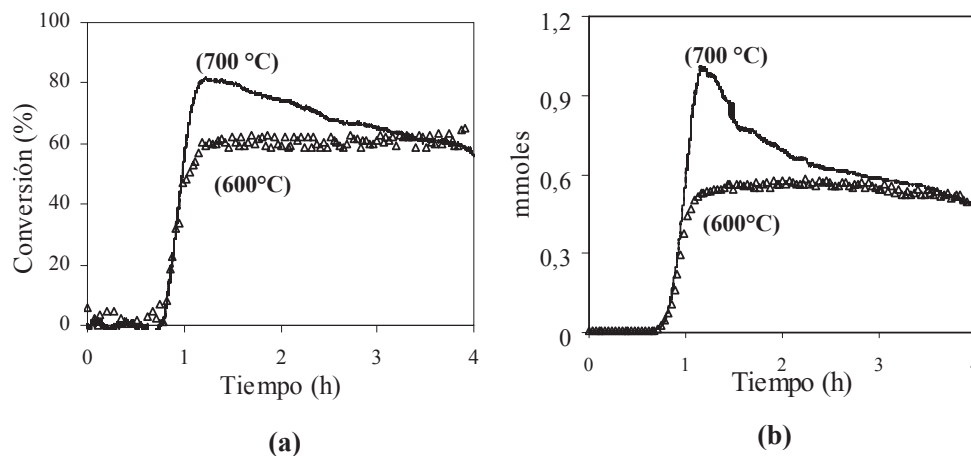 100
80
60
40
20
0
Conversión (%)
(700 °C)
(600°C)
0 1 2 3 4
Tiempo (h)
(a)
1,2
0,9
0,6
0,3
0
mmoles
(700 °C)
(600°C)
0 1 2 3 4
Tiempo (h)
(b)